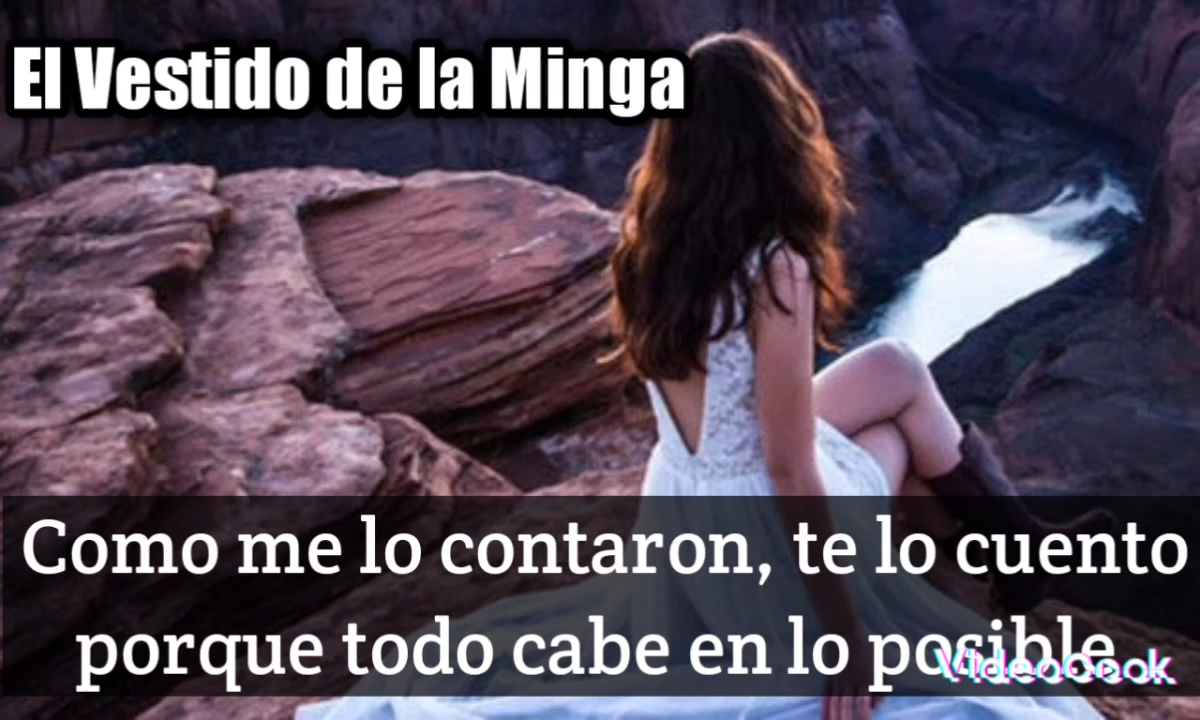 El Vestido de la Minga
Como me lo contaron, te lo cuento
porque todo cabe en lo posible
VideoCook